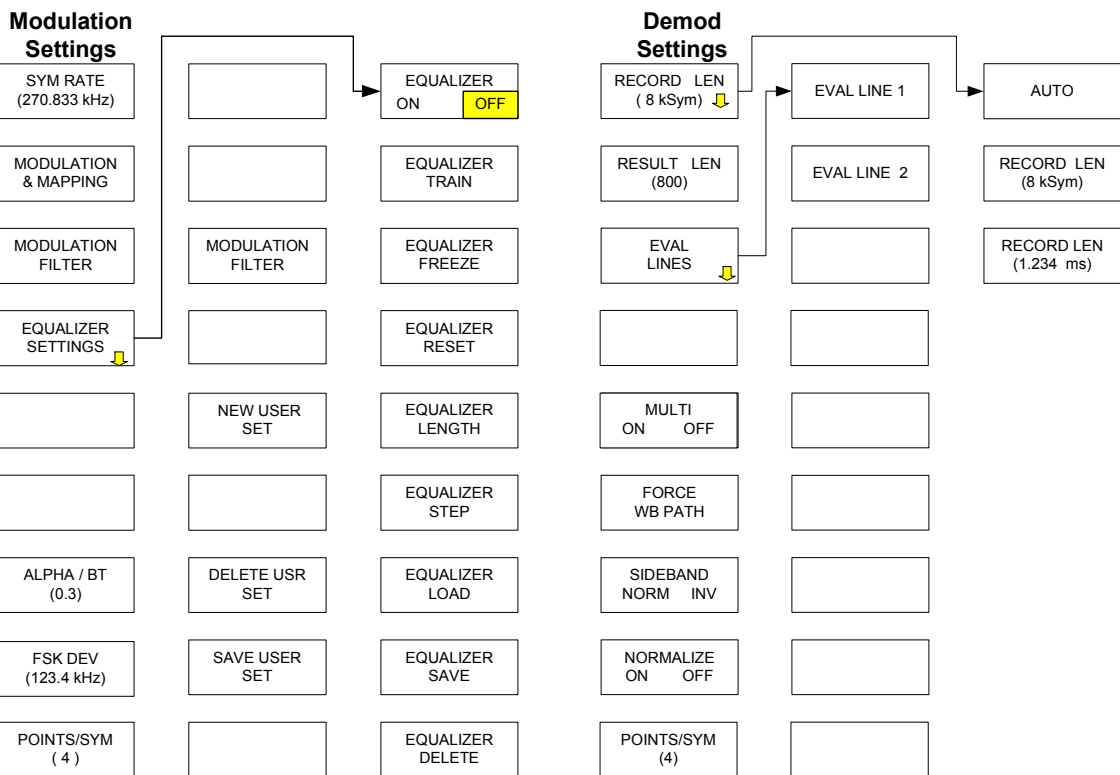 Modulation
Settings
SYM RATE
(270.833 kHz)
MODULATION
& MAPPING
MODULATION
FILTER
EQUALIZER
SETTINGS
ALPHA / BT
(0.3)
FSK DEV
(123.4 kHz)
POINTS/SYM
( 4 )
MODULATION
FILTER
NEW USER
SET
DELETE USR
SET
SAVE USER
SET
EQUALIZER
ON OFF
EQUALIZER
TRAIN
EQUALIZER
FREEZE
EQUALIZER
RESET
EQUALIZER
LENGTH
EQUALIZER
STEP
EQUALIZER
LOAD
EQUALIZER
SAVE
EQUALIZER
DELETE
Demod
Settings
RECORD LEN
( 8 kSym)
RESULT LEN
(800)
EVAL
LINES
MULTI
ON OFF
FORCE
WB PATH
SIDEBAND
NORM INV
NORMALIZE
ON OFF
POINTS/SYM
(4)
EVAL LINE 1
EVAL LINE 2
AUTO
RECORD LEN
(8 kSym)
RECORD LEN
(1.234 ms)